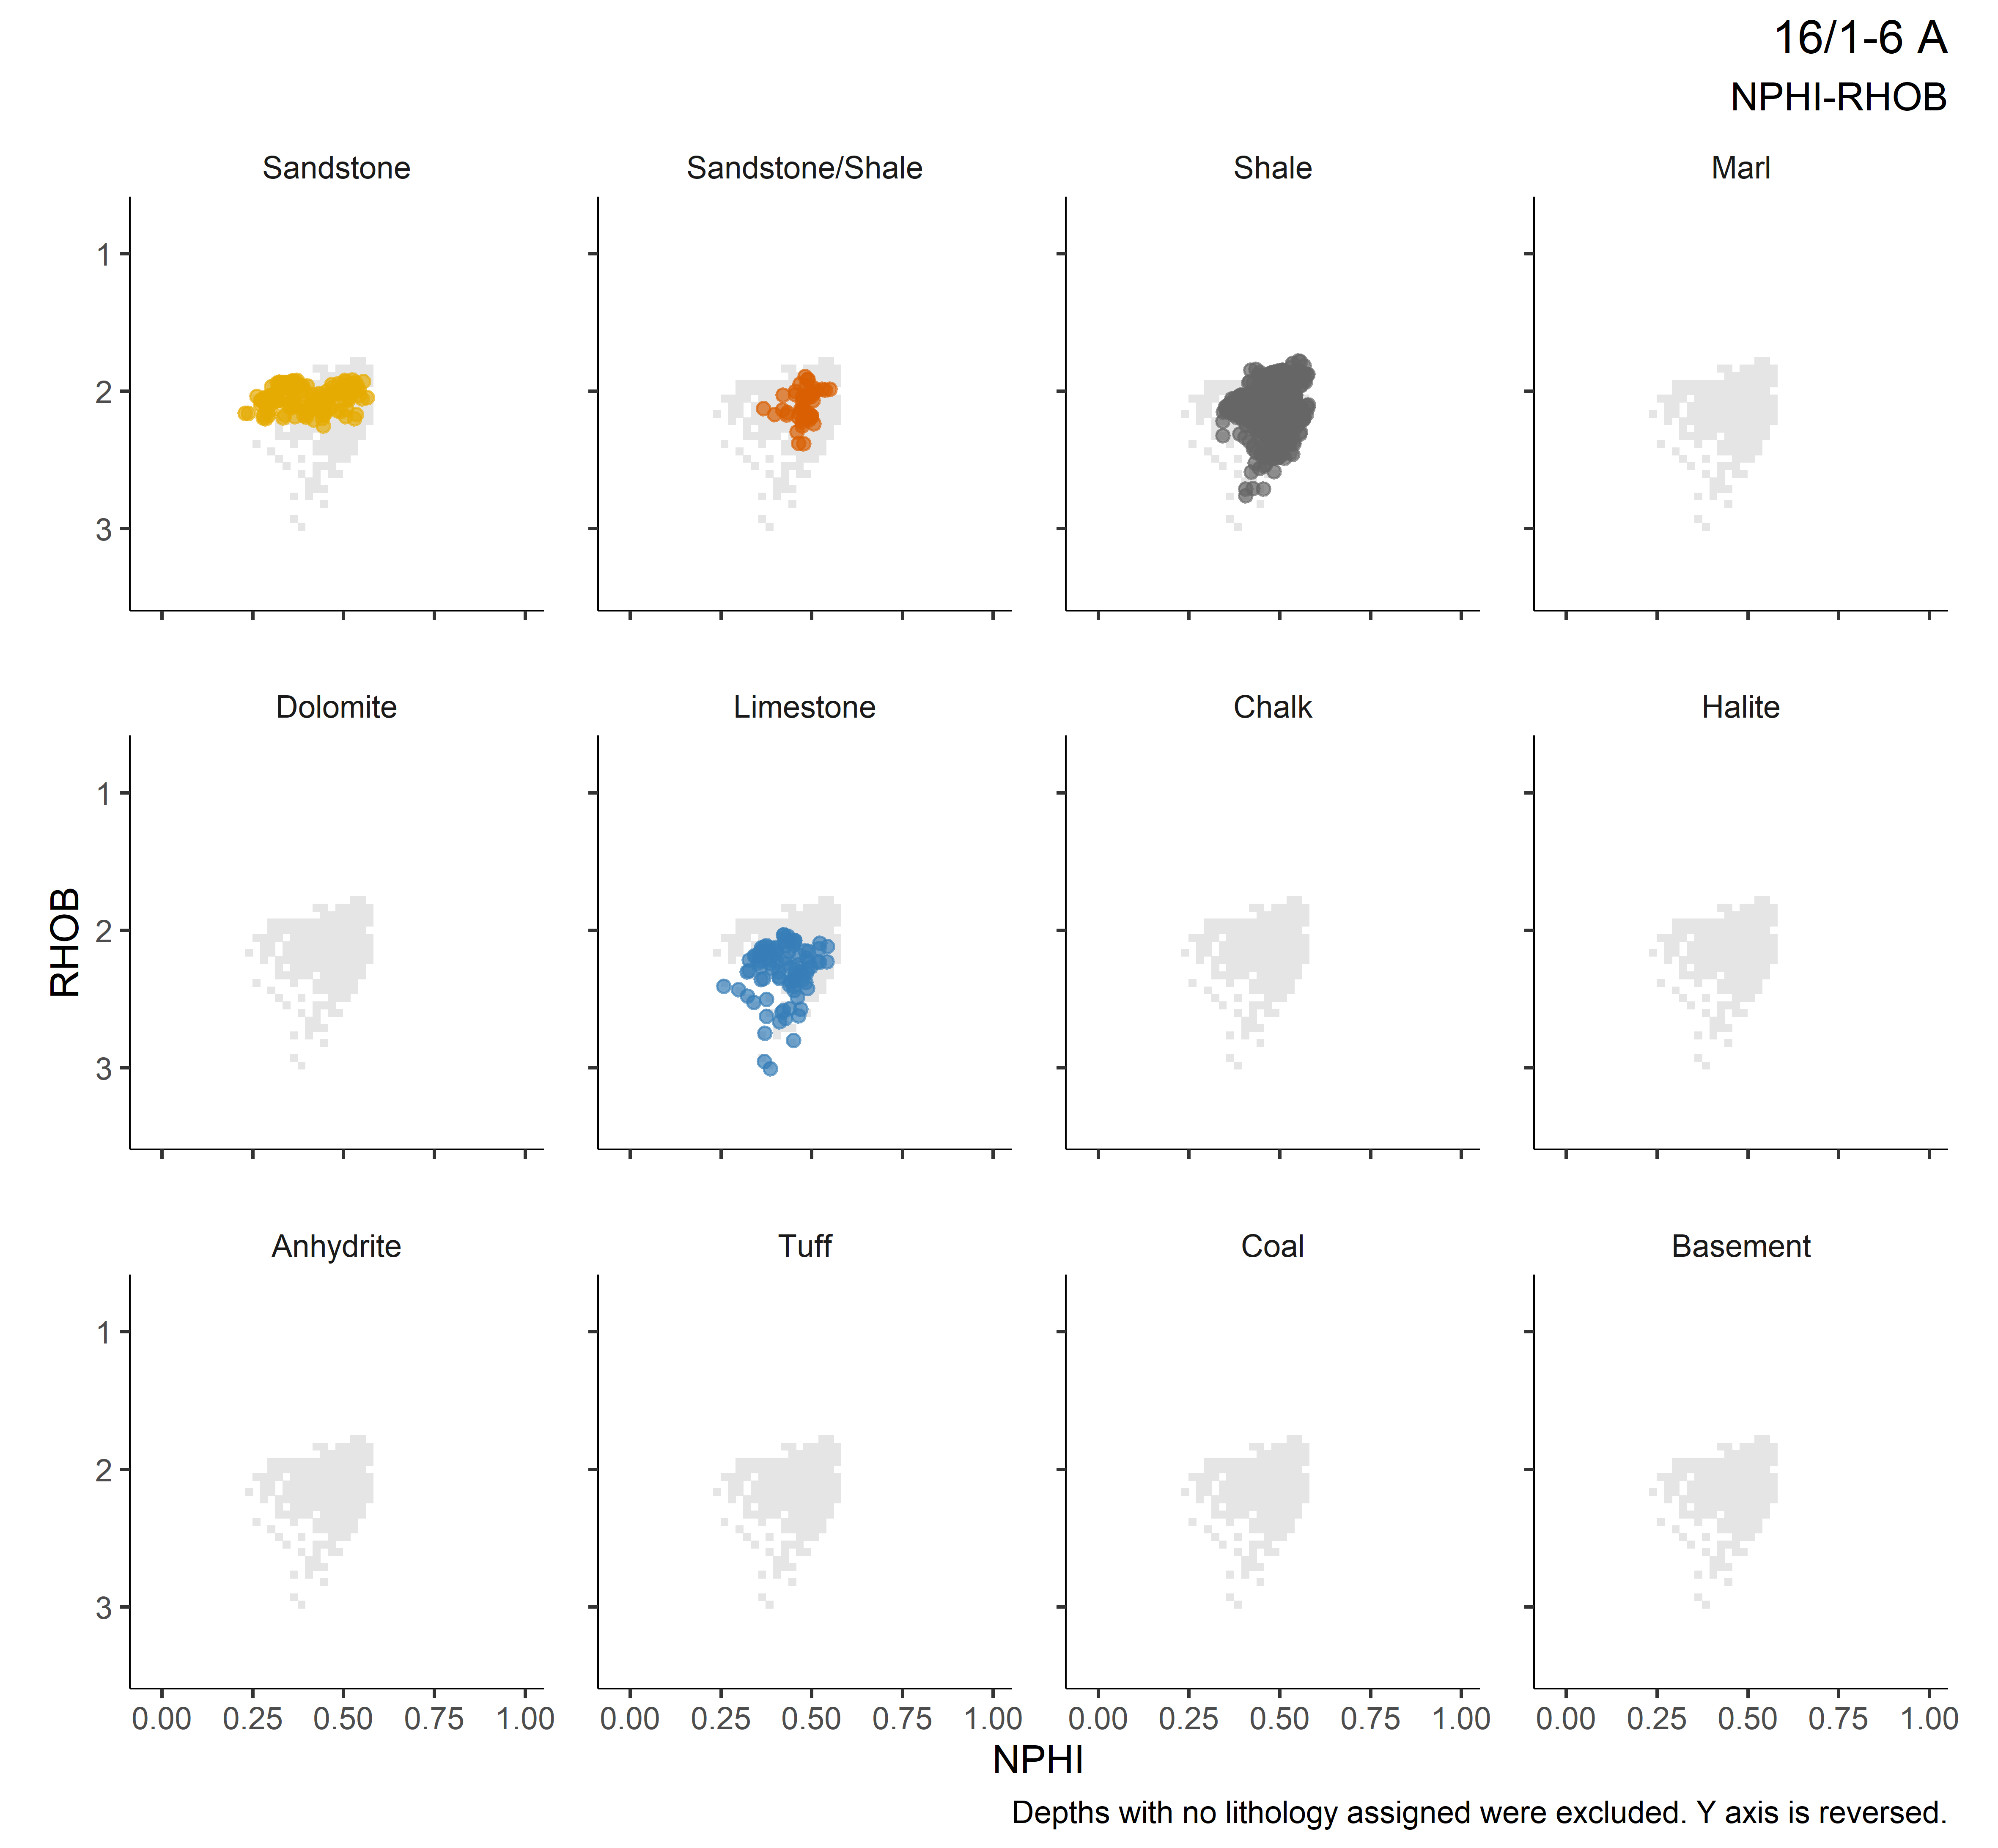 16/1-6 A
NPHI-RHOB
Sandstone
Sandstone/Shale
Shale
Marl
1
2
3
Dolomite
Limestone
Chalk
Halite
RHOB
1
2
3
Anhydrite
Tuff
Coal
Basement
1
2
3
0.00 0.25 0.50 0.75 1.00
0.00 0.25 0.50 0.75 1.00
0.00 0.25 0.50 0.75 1.00
0.00 0.25 0.50 0.75 1.00
NPHI
Depths with no lithology assigned were excluded. Y axis is reversed.